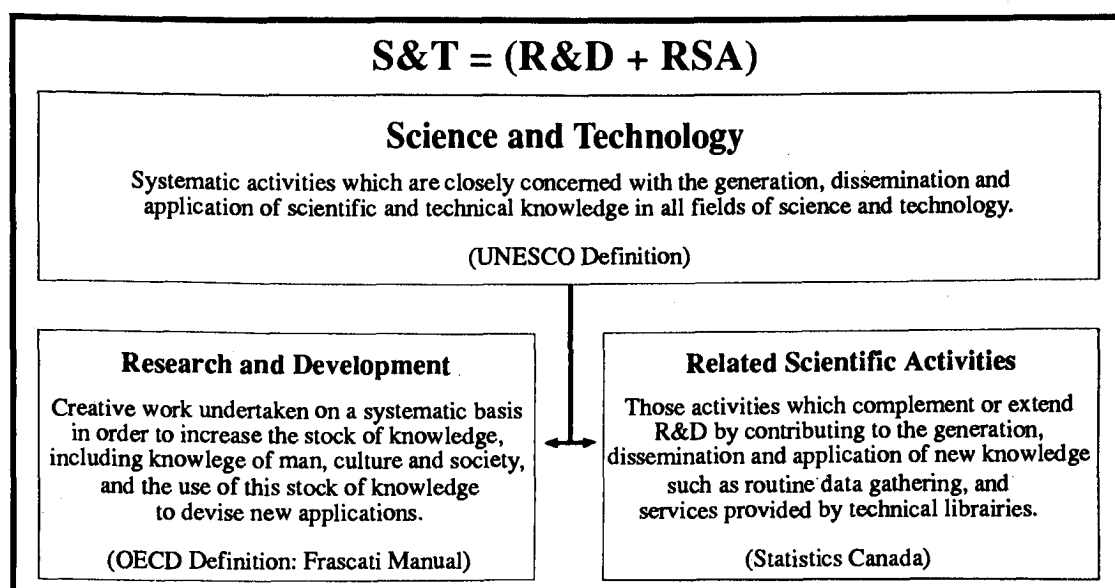 S&T = (R&D + RSA)
Science and Technology
Systematic activities which are closely concerned with the generation, dissemination and
application of scientific and technical knowledge in all fields of science and technology.
(UNESCO Definition)
Research and Development
Creative work undertaken on a systematic basis
in order to increase the stock of knowledge,
including knowlege of man, culture and society,
and the use of this stock of knowledge
to devise new applications.
(OECD Definition: Frascati Manual)
Related Scientific Activities
Those activities which complement or extend
R&D by contributing to the generation,
dissemination and application of new knowledge
such as routine data gathering, and
services provided by technical librairies.
(Statistics Canada)